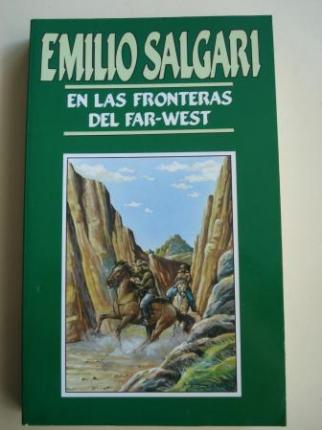 EMILIO SALGARI
EN LAS FRONTERAS
DEL FAR-WEST